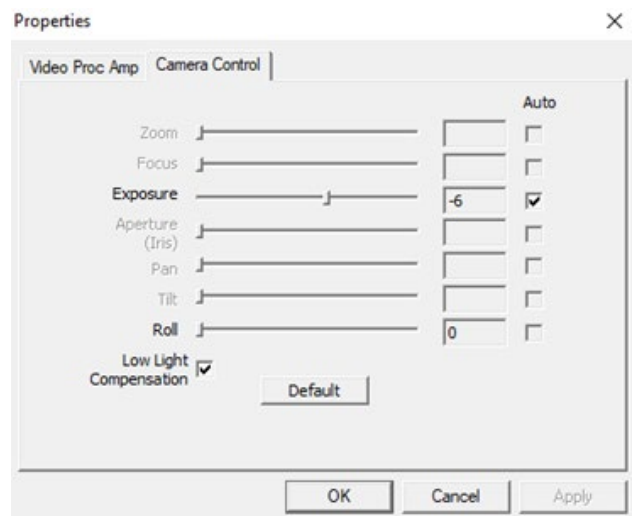 Properties
Video Proc Amp
Camera Control
Auto
Zoom
Focus
Exposure
-6
Aperture
(Iris)
Pan
Tilt
Roll
0
Low Light
Compensation
Default
OK
Cancel
Apply